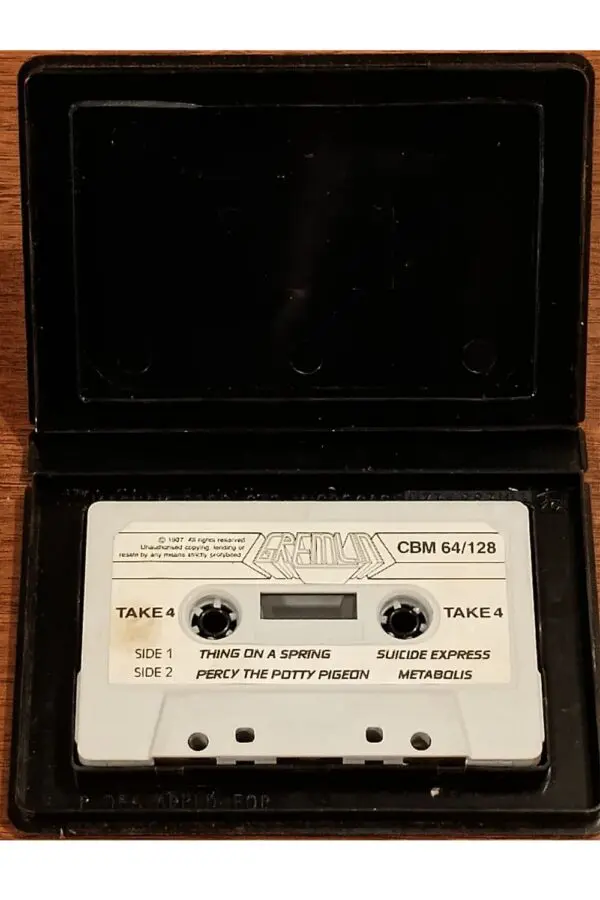 © 1987 All rights reserved
Unauthorised copying, lending or
resale by any means strictly prohibited
GREMLIN
CBM 64/128
TAKE 4 TAKE 4
SIDE 1 THING ON A SPRING SUICIDE EXPRESS
SIDE 2 PERCY THE POTTY PIGEON METABOLIS